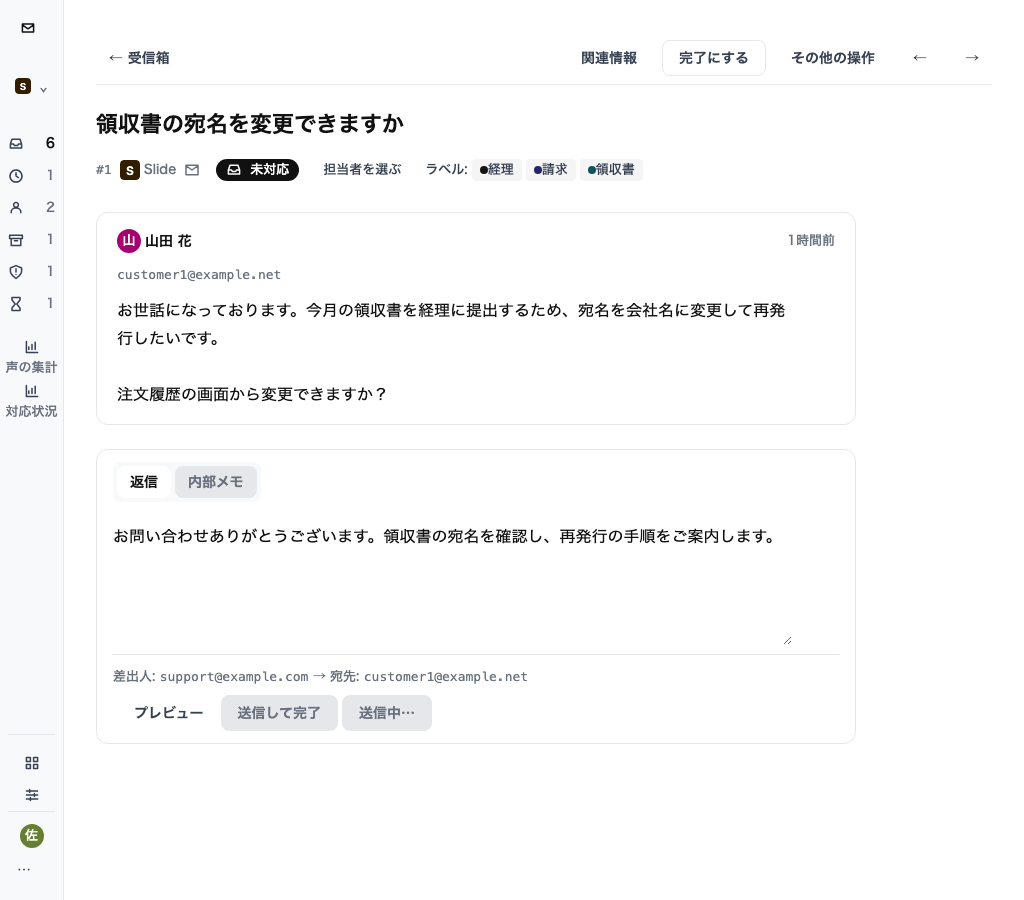 ← 受信箱
関連情報
完了にする
その他の操作
←
→
S
領収書の宛名を変更できますか
#1 S Slide 未対応 担当者を選ぶ ラベル: 経理 請求 領収書
6
1
2
1
1
1
声の集計
対応状況
山 山田 花
1時間前
customer1@example.net
お世話になっております。今月の領収書を経理に提出するため、宛名を会社名に変更して再発
行したいです。
注文履歴の画面から変更できますか？
返信
内部メモ
お問い合わせありがとうございます。領収書の宛名を確認し、再発行の手順をご案内します。
差出人: support@example.com → 宛先: customer1@example.net
プレビュー
送信して完了
送信中…
佐
…